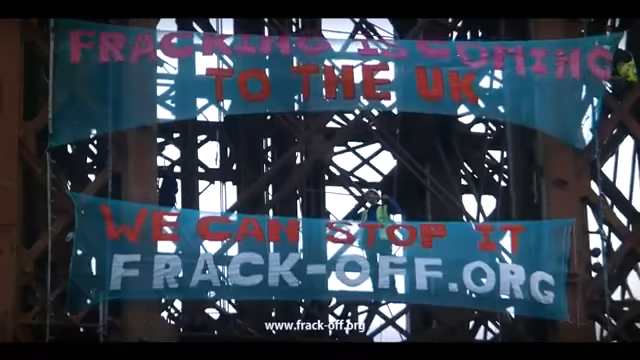 FRACKING IS COMING
TO THE UK
WE CAN STOP IT
FRACK-OFF.ORG
www.frack-off.org